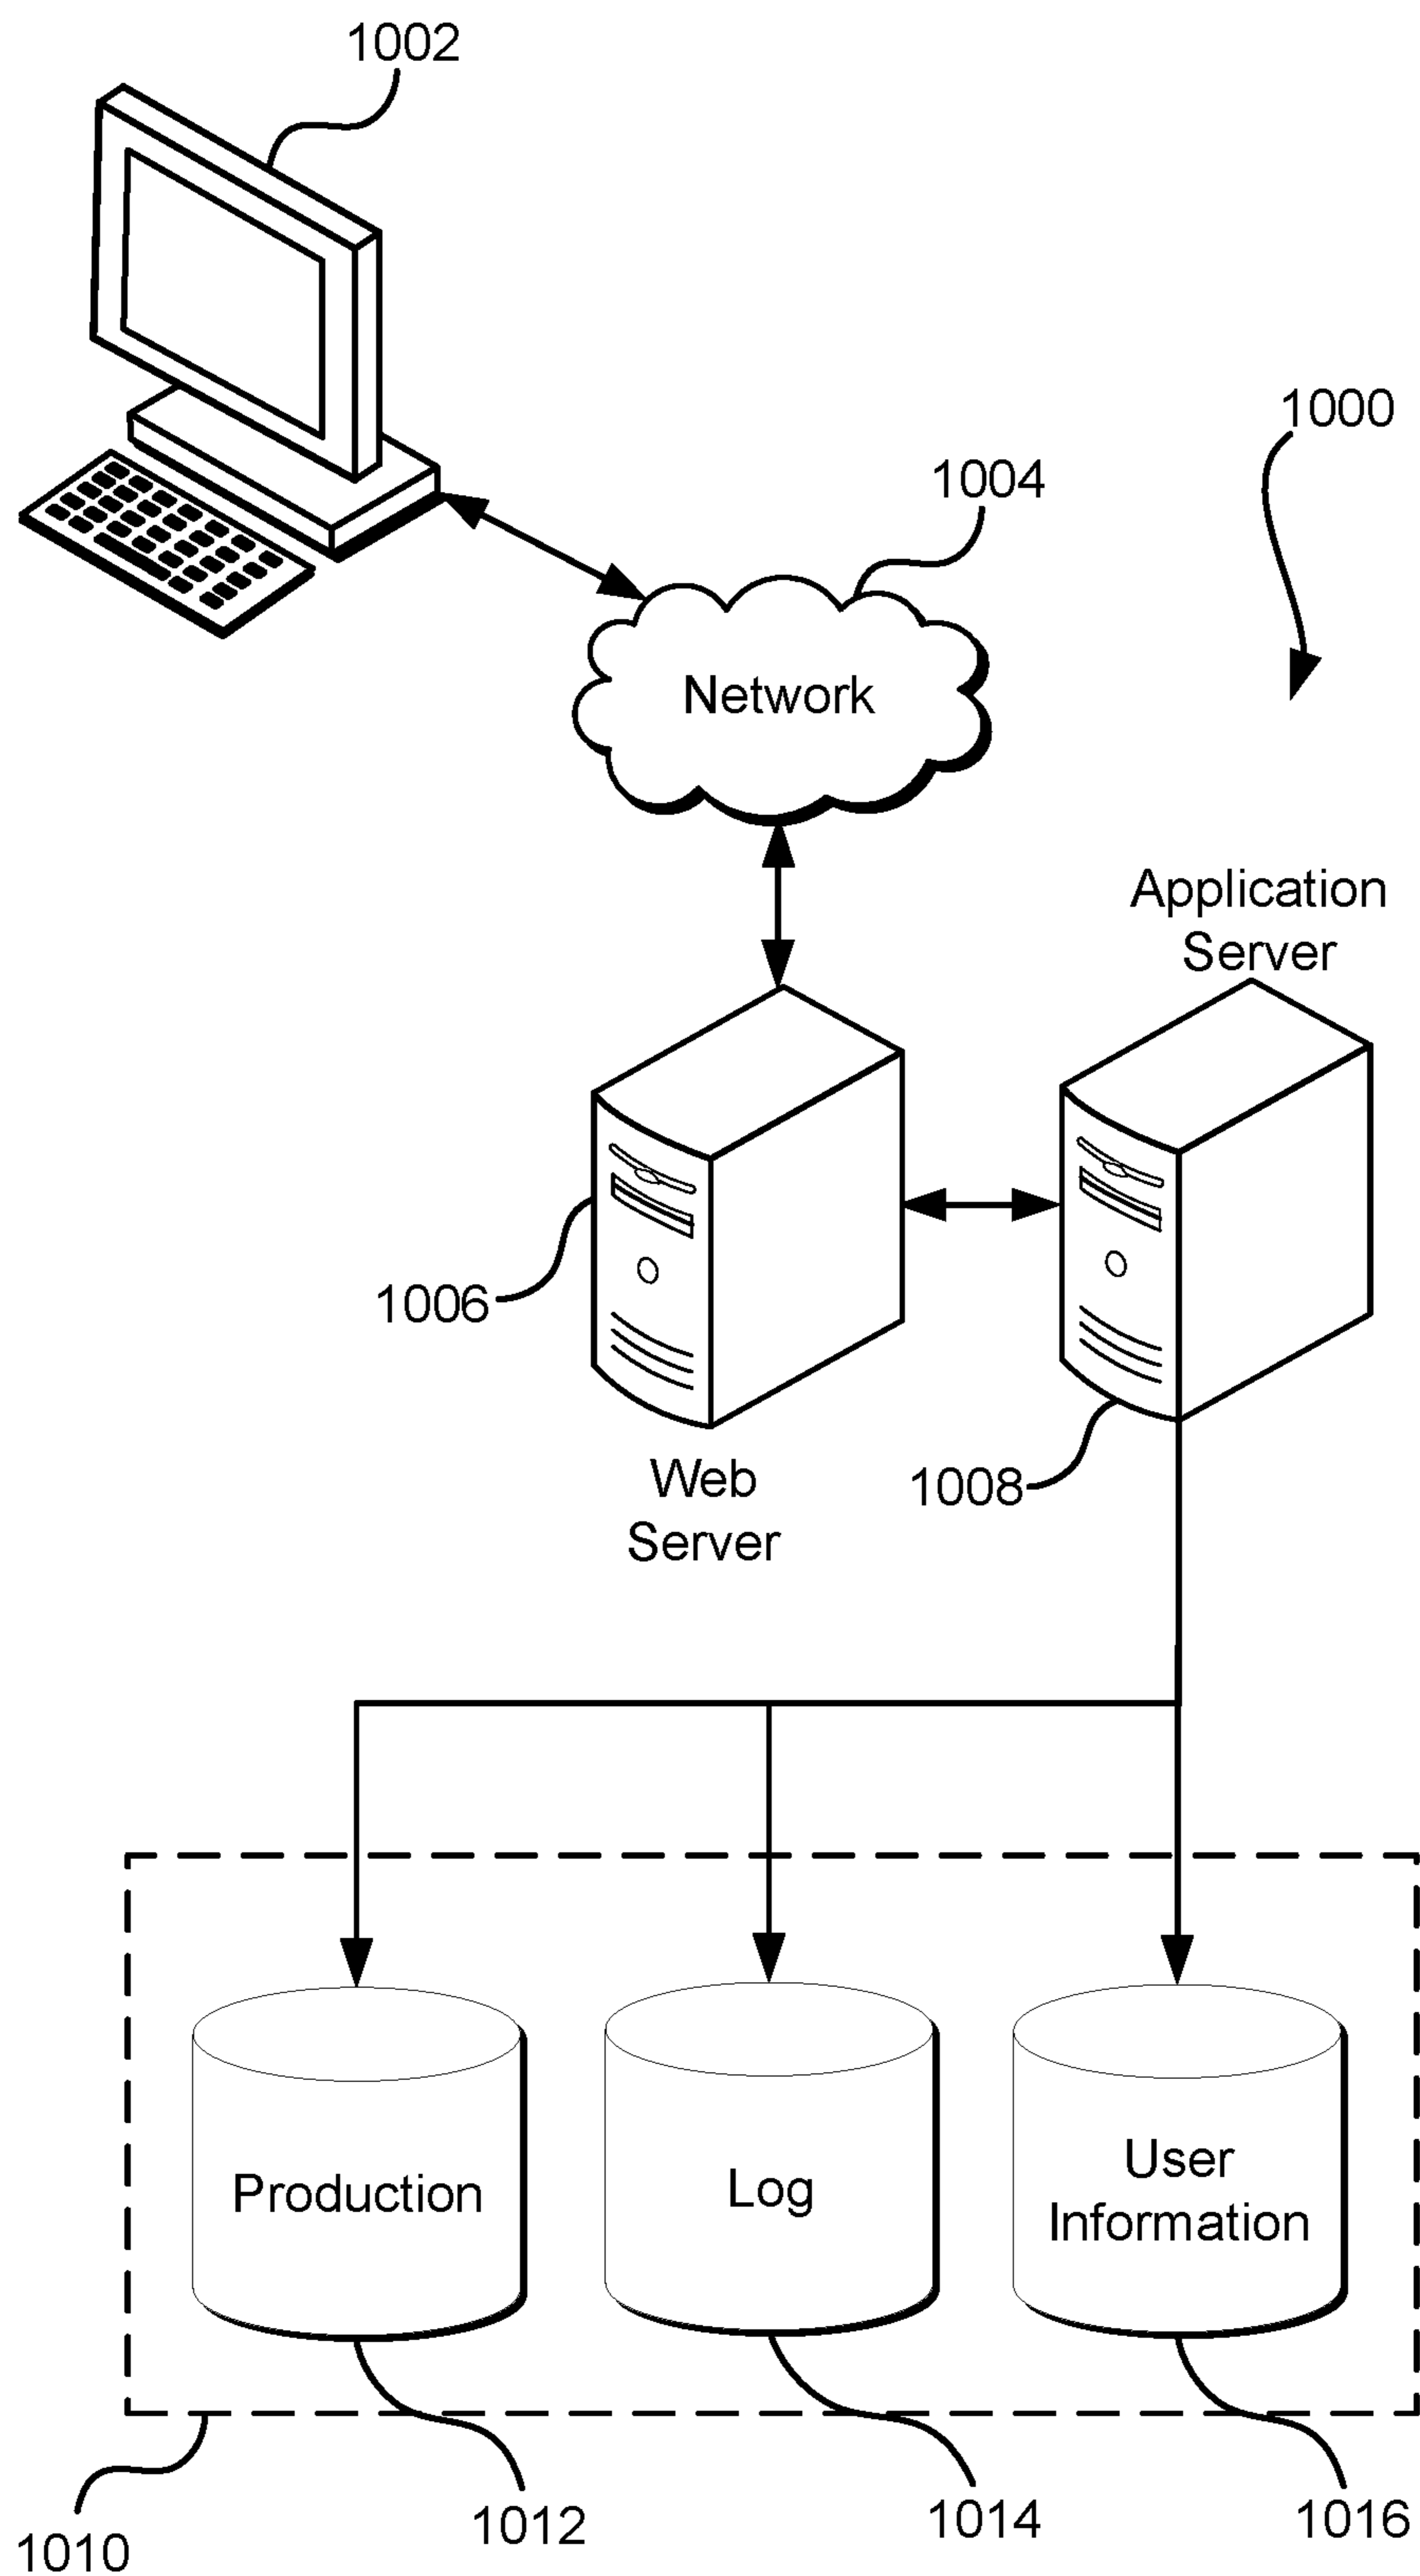 1002
1000
1004
Network
Application
Server
1006
1008
Web
Server
Production
Log
User
Information
1010
1012
1014
1016